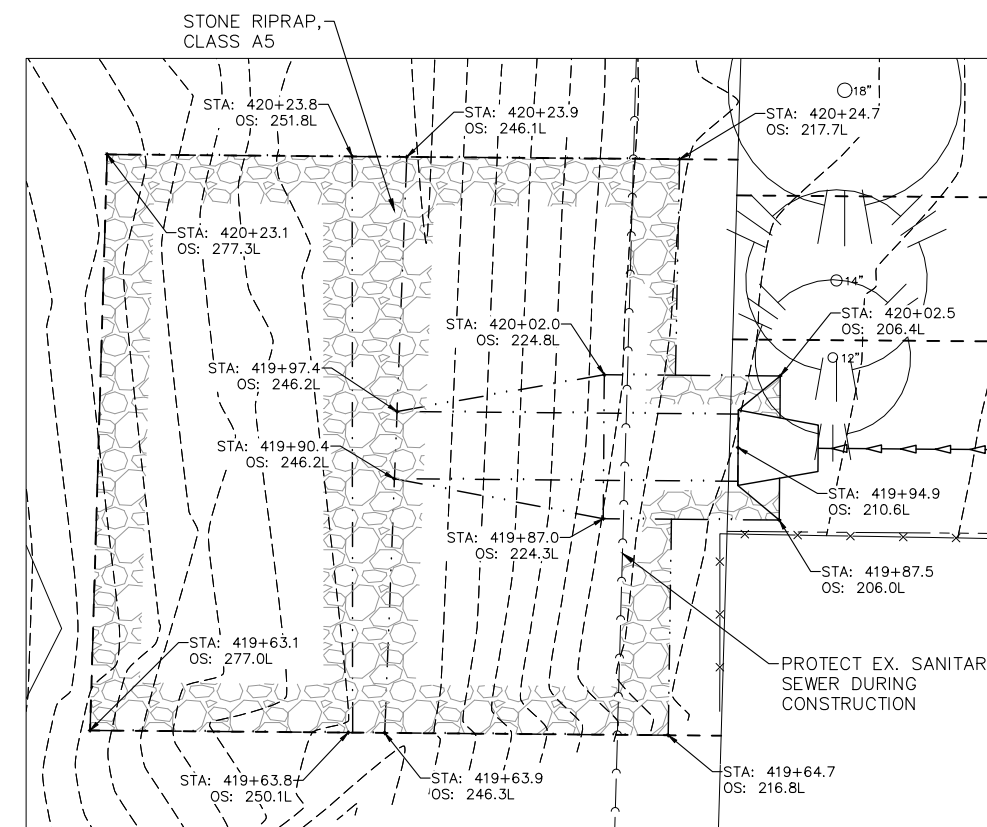 STONE RIPRAP,
CLASS A5
18"
STA: 420+23.8
OS: 251.8L
STA: 420+23.9
OS: 246.1L
STA: 420+24.7
OS: 217.7L
STA: 420+23.1
OS: 277.3L
14"
STA: 420+02.5
OS: 206.4L
STA: 420+02.0
OS: 224.8L
12"
STA: 419+97.4
OS: 246.2L
STA: 419+90.4
OS: 246.2L
STA: 419+94.9
OS: 210.6L
STA: 419+87.0
OS: 224.3L
STA: 419+87.5
OS: 206.0L
STA: 419+63.1
OS: 277.0L
PROTECT EX. SANITAR
SEWER DURING
CONSTRUCTION
STA: 419+63.8
OS: 250.1L
STA: 419+63.9
OS: 246.3L
STA: 419+64.7
OS: 216.8L